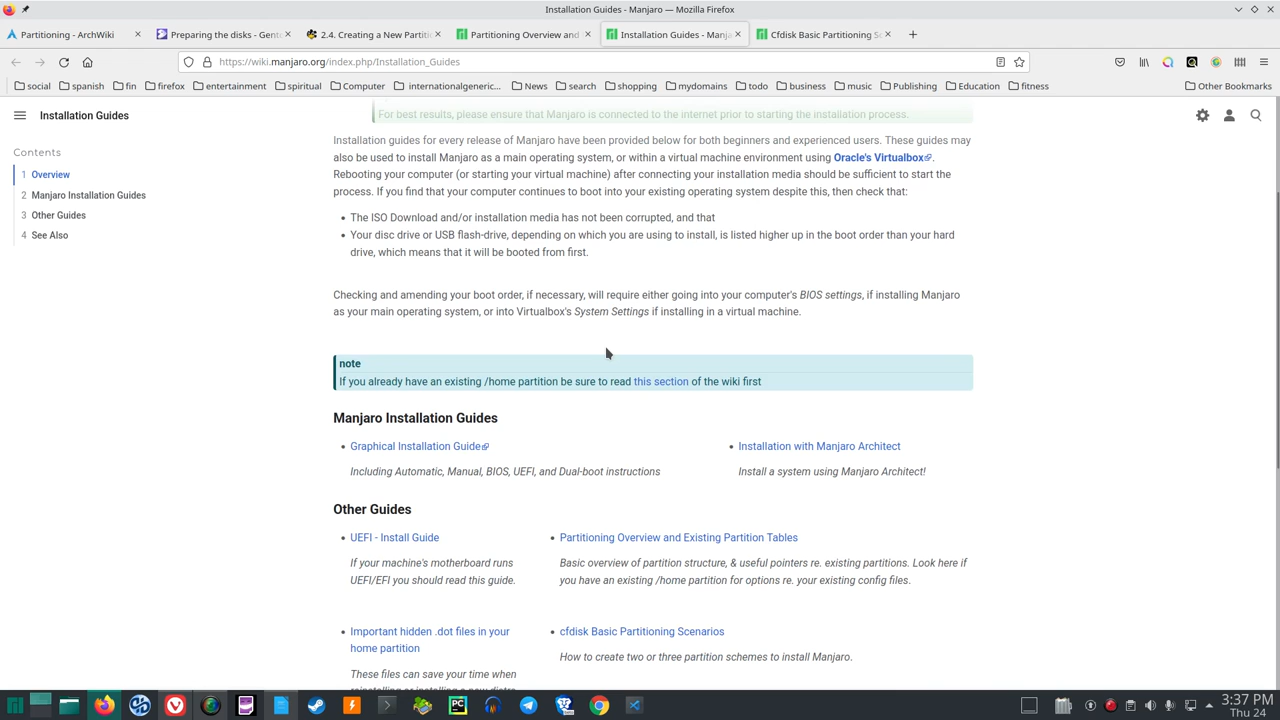 Installation Guides - Manjaro — Mozilla Firefox
Partitioning - ArchWiki
Preparing the disks - Gent
2.4. Creating a New Partiti
Partitioning Overview and
Installation Guides - Manja
Cfdisk Basic Partitioning Sc
https://wiki.manjaro.org/index.php/Installation_Guides
social spanish fin firefox entertainment spiritual Computer internationalgeneric... News search shopping mydomains todo business music Publishing Education fitness Other Bookmarks
Installation Guides
Contents
1 Overview
2 Manjaro Installation Guides
3 Other Guides
4 See Also
For best results, please ensure that Manjaro is connected to the internet prior to starting the installation process.
Installation guides for every release of Manjaro have been provided below for both beginners and experienced users. These guides may
also be used to install Manjaro as a main operating system, or within a virtual machine environment using Oracle's Virtualbox.
Rebooting your computer (or starting your virtual machine) after connecting your installation media should be sufficient to start the
process. If you find that your computer continues to boot into your existing operating system despite this, then check that:
• The ISO Download and/or installation media has not been corrupted, and that
• Your disc drive or USB flash-drive, depending on which you are using to install, is listed higher up in the boot order than your hard
drive, which means that it will be booted from first.
Checking and amending your boot order, if necessary, will require either going into your computer's BIOS settings, if installing Manjaro
as your main operating system, or into Virtualbox's System Settings if installing in a virtual machine.
note
If you already have an existing /home partition be sure to read this section of the wiki first
Manjaro Installation Guides
• Graphical Installation Guide
Including Automatic, Manual, BIOS, UEFI, and Dual-boot instructions
• Installation with Manjaro Architect
Install a system using Manjaro Architect!
Other Guides
• UEFI - Install Guide
If your machine's motherboard runs
UEFI/EFI you should read this guide.
• Partitioning Overview and Existing Partition Tables
Basic overview of partition structure, & useful pointers re. existing partitions. Look here if
you have an existing /home partition for options re. your existing config files.
• Important hidden .dot files in your
home partition
These files can save your time when
reinstalling or installing a new distro
• cfdisk Basic Partitioning Scenarios
How to create two or three partition schemes to install Manjaro.
PC
3:37 PM
Thu 24